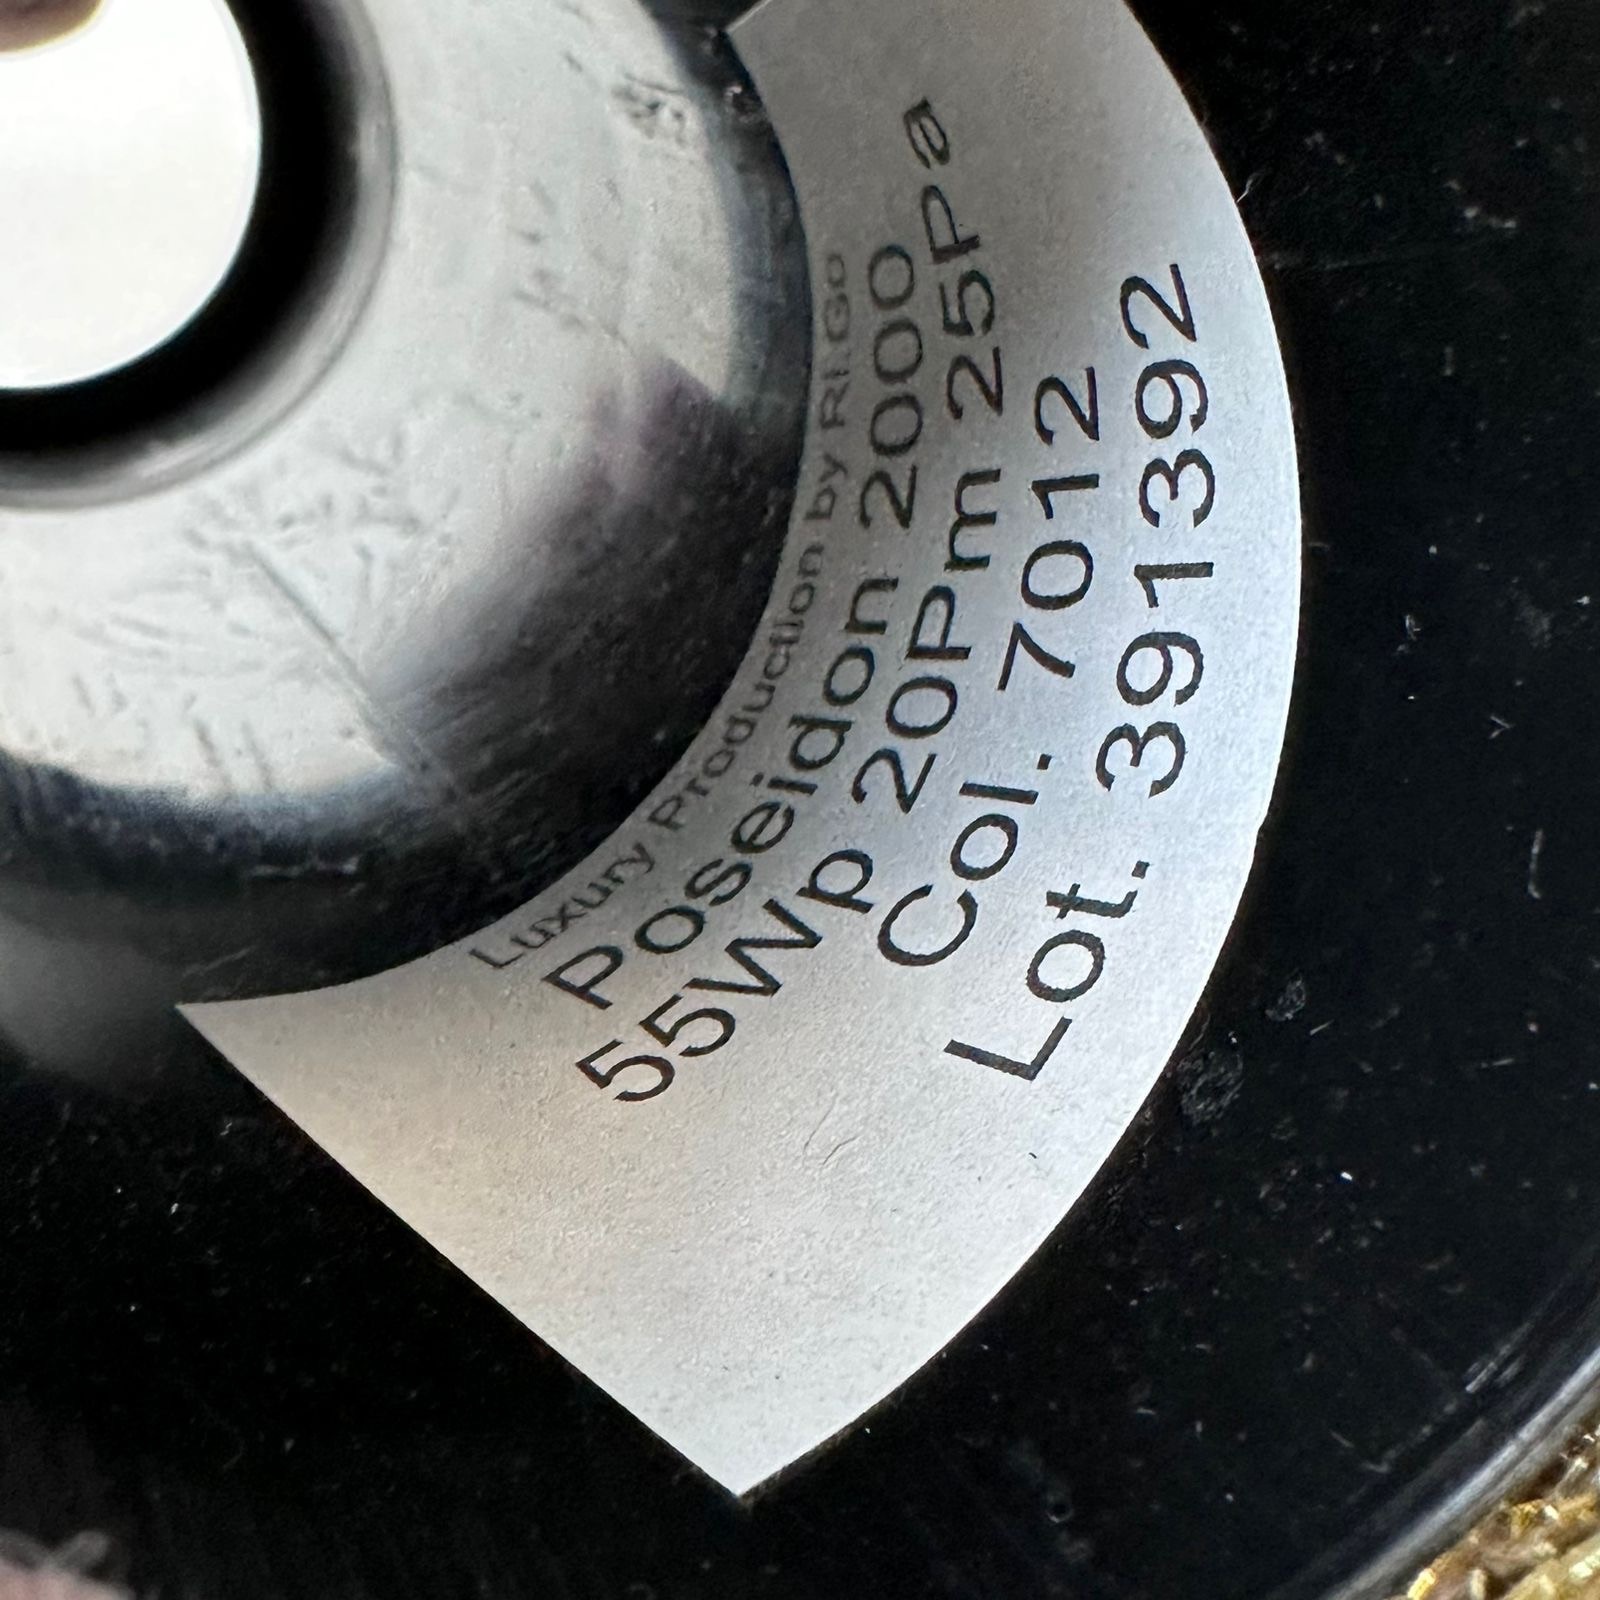 Luxury Production by RI.Go
Poseidon 2000
55Wp 20Pm 25Pa
Col. 7012
Lot. 391392